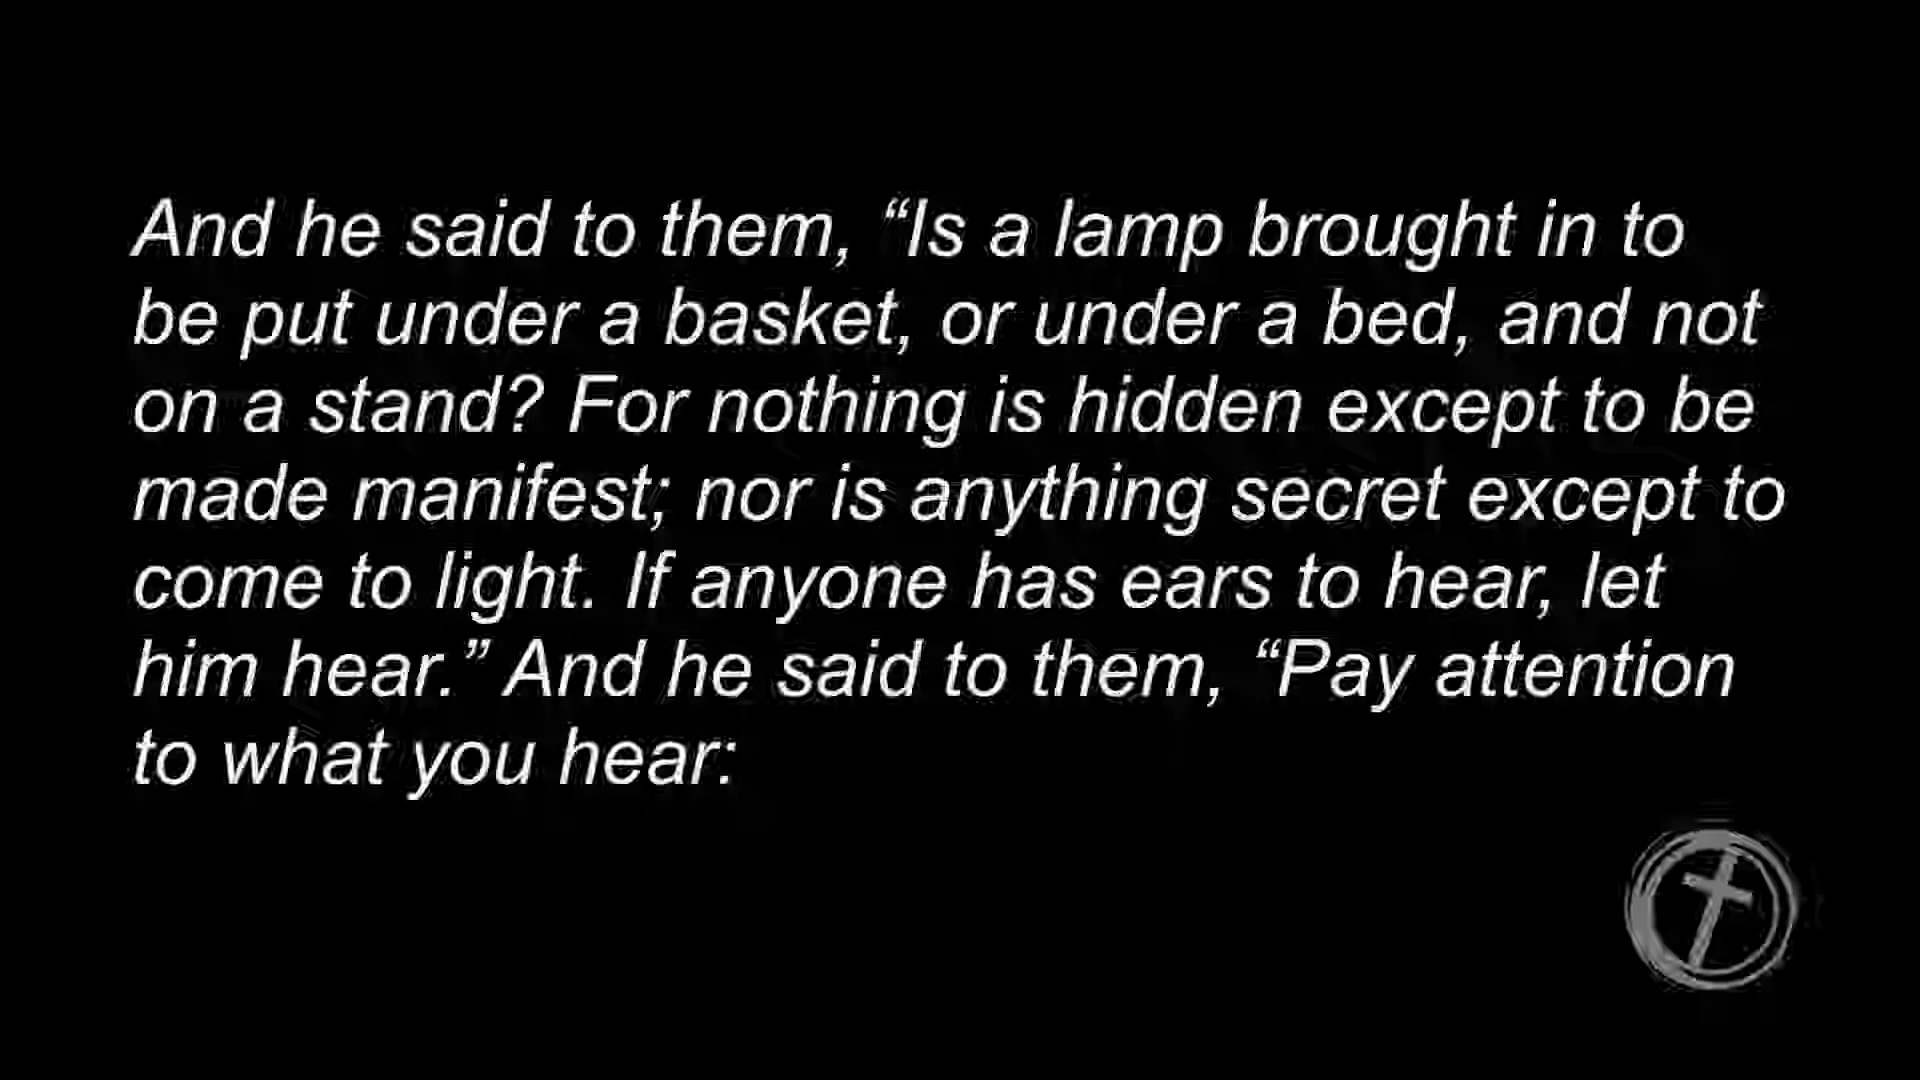 And he said to them, “Is a lamp brought in to
be put under a basket, or under a bed, and not
on a stand? For nothing is hidden except to be
made manifest; nor is anything secret except to
come to light. If anyone has ears to hear, let
him hear.” And he said to them, “Pay attention
to what you hear: